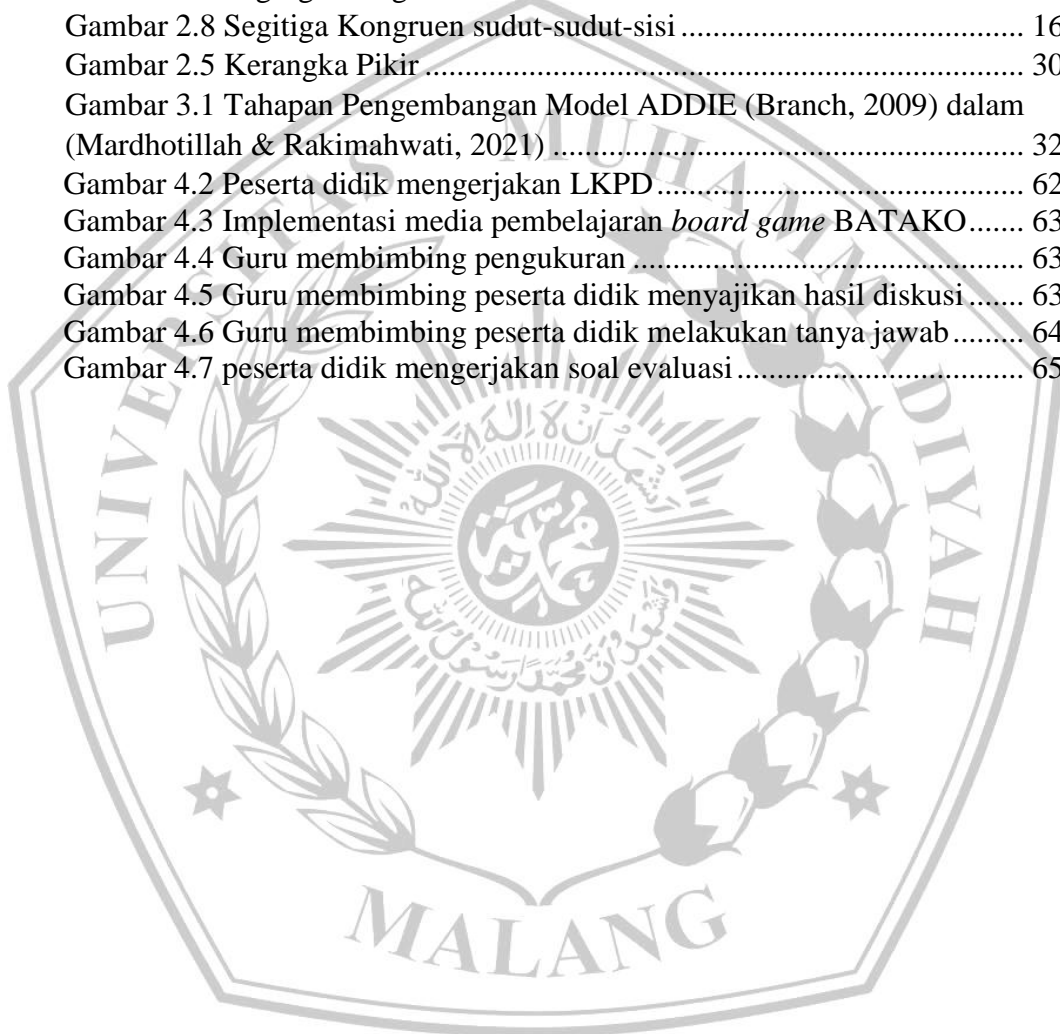 Gambar 2.8 Segitiga Kongruen sudut-sudut-sisi ........................................... 16
Gambar 2.5 Kerangka Pikir ........................................................................... 30
Gambar 3.1 Tahapan Pengembangan Model ADDIE (Branch, 2009) dalam
(Mardhotillah & Rakimahwati, 2021) ........................................................... 32
Gambar 4.2 Peserta didik mengerjakan LKPD .............................................. 62
Gambar 4.3 Implementasi media pembelajaran board game BATAKO ....... 63
Gambar 4.4 Guru membimbing pengukuran ................................................. 63
Gambar 4.5 Guru membimbing peserta didik menyajikan hasil diskusi ....... 63
Gambar 4.6 Guru membimbing peserta didik melakukan tanya jawab ......... 64
Gambar 4.7 peserta didik mengerjakan soal evaluasi .................................... 65
UNIVERSITAS MUHAMMADIYAH
MALANG